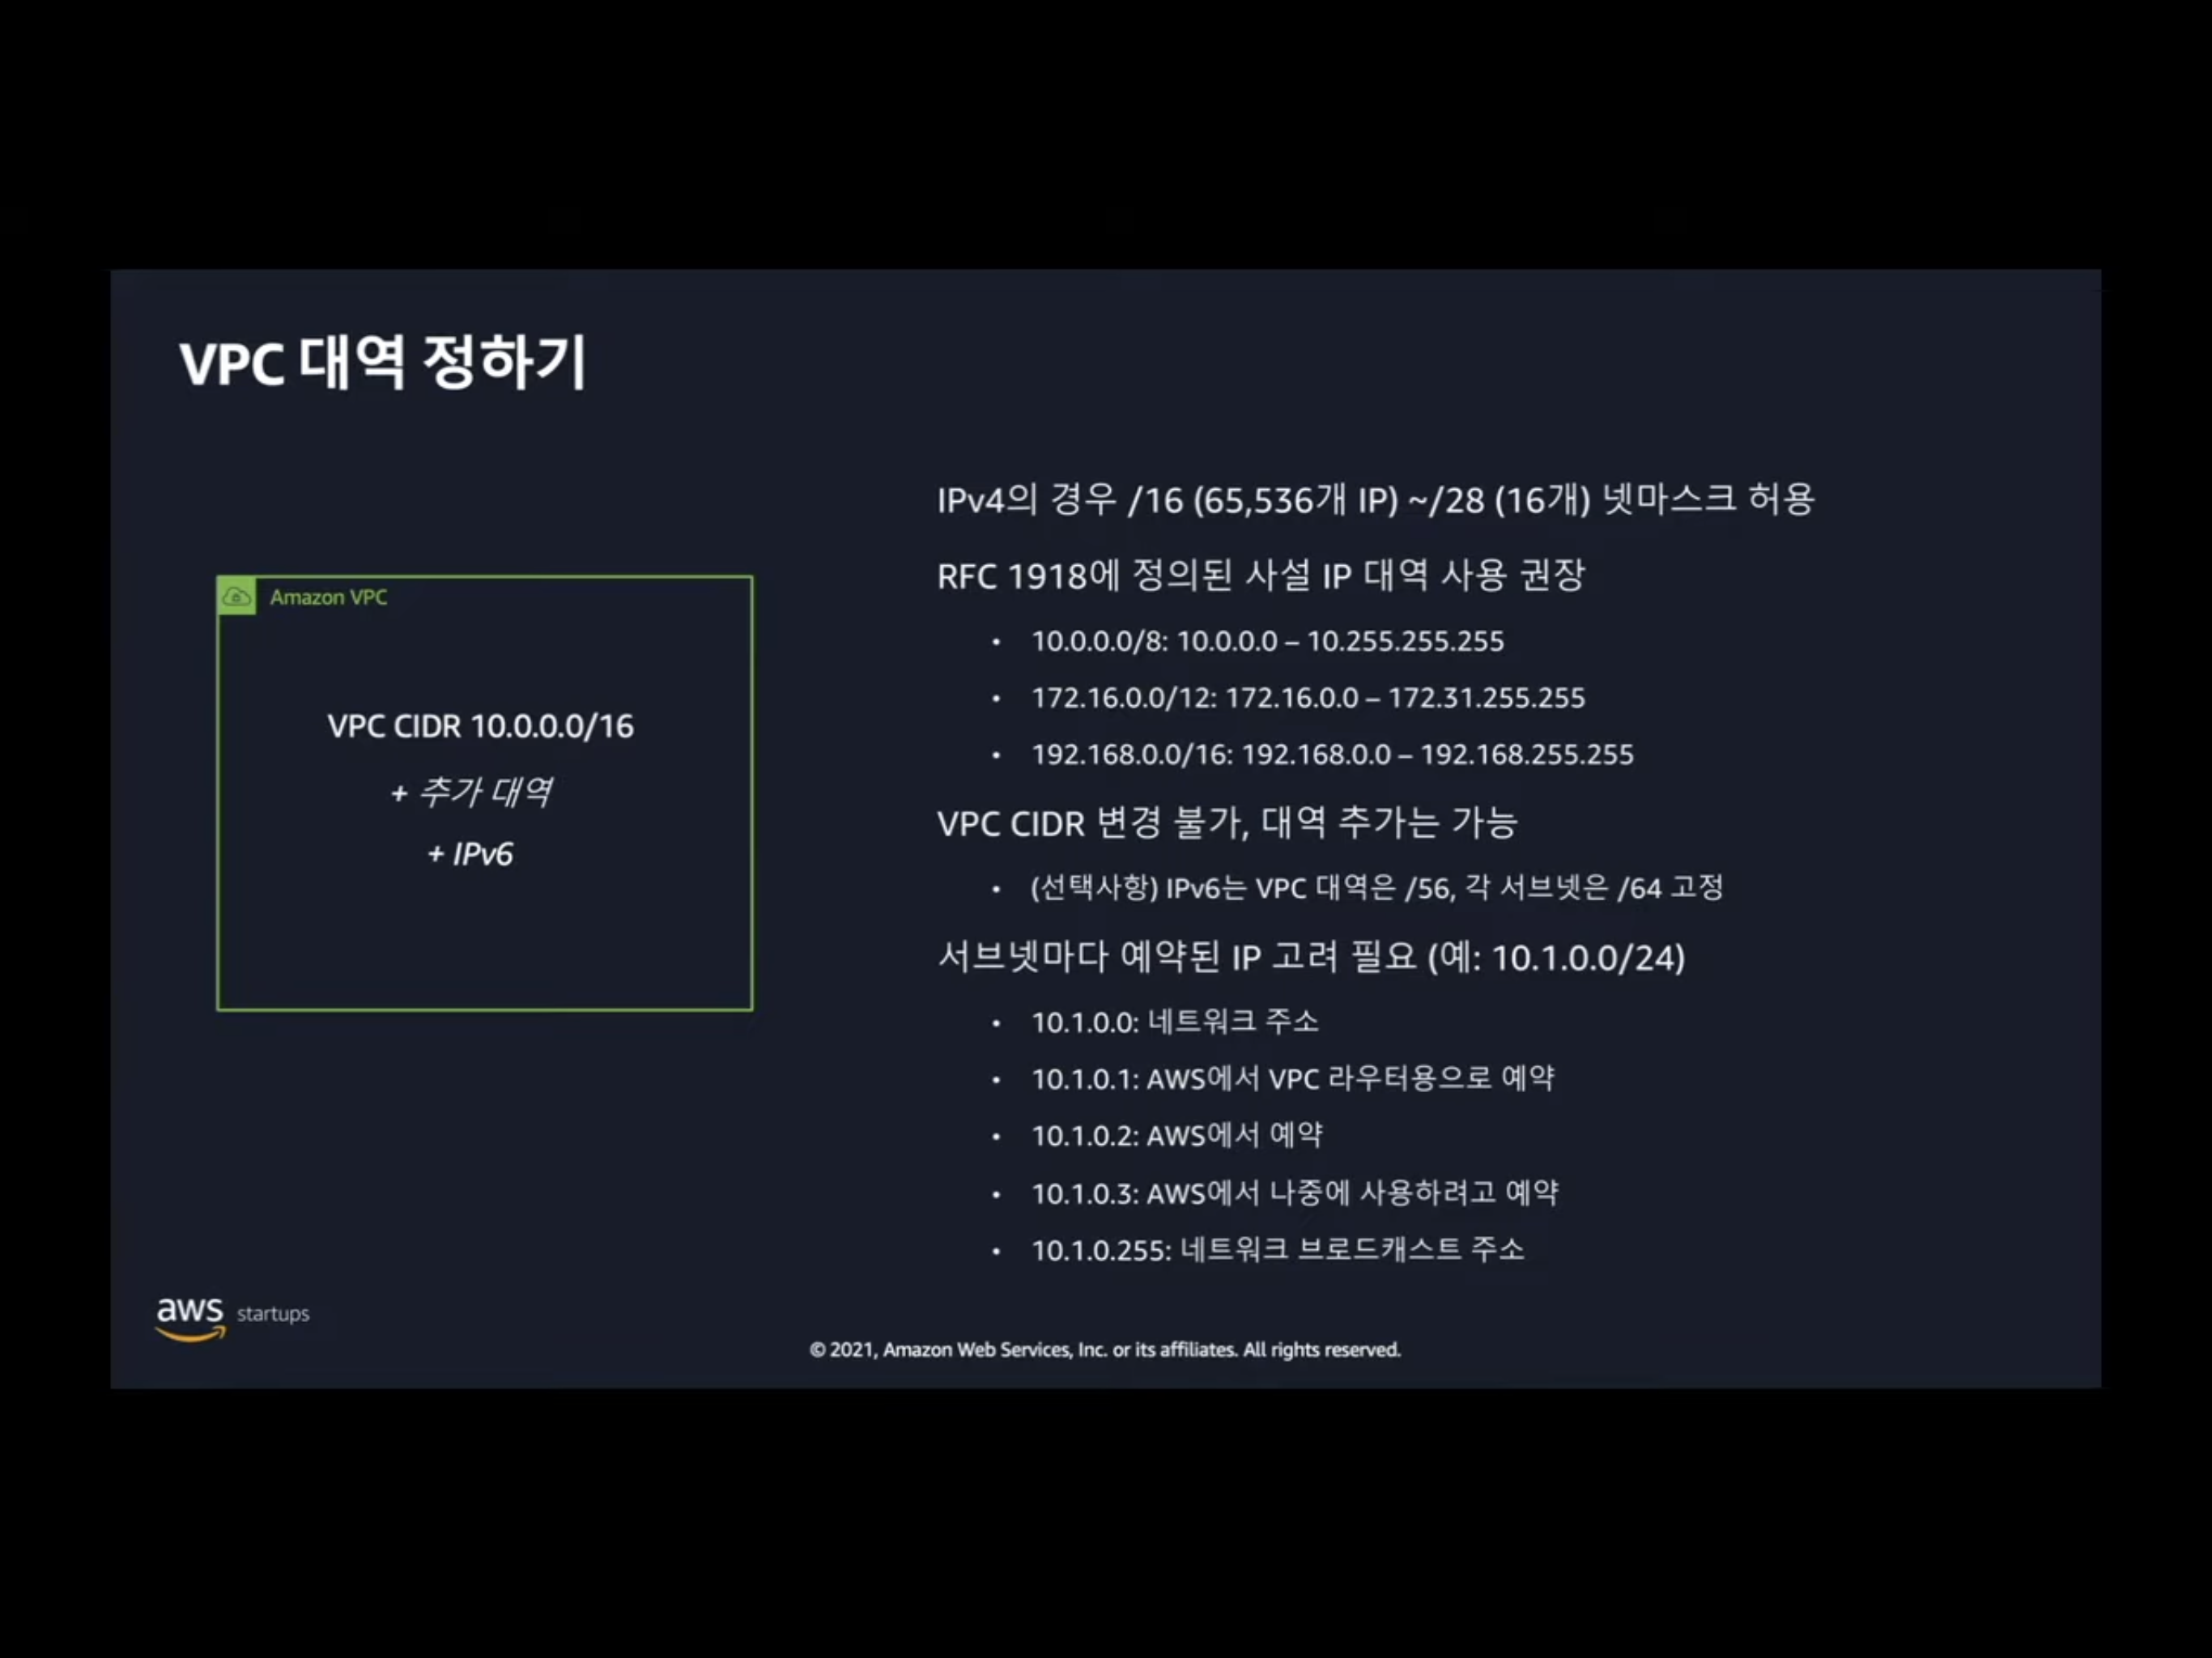 VPC 대역 정하기
Amazon VPC
VPC CIDR 10.0.0.0/16
+ 추가 대역
+ IPv6
IPv4의 경우 /16 (65,536개 IP) ~/28 (16개) 넷마스크 허용
RFC 1918에 정의된 사설 IP 대역 사용 권장
• 10.0.0.0/8: 10.0.0.0 – 10.255.255.255
• 172.16.0.0/12: 172.16.0.0 – 172.31.255.255
• 192.168.0.0/16: 192.168.0.0 – 192.168.255.255
VPC CIDR 변경 불가, 대역 추가는 가능
• (선택사항) IPv6는 VPC 대역은 /56, 각 서브넷은 /64 고정
서브넷마다 예약된 IP 고려 필요 (예: 10.1.0.0/24)
• 10.1.0.0: 네트워크 주소
• 10.1.0.1: AWS에서 VPC 라우터용으로 예약
• 10.1.0.2: AWS에서 예약
• 10.1.0.3: AWS에서 나중에 사용하려고 예약
• 10.1.0.255: 네트워크 브로드캐스트 주소
aws startups
© 2021, Amazon Web Services, Inc. or its affiliates. All rights reserved.